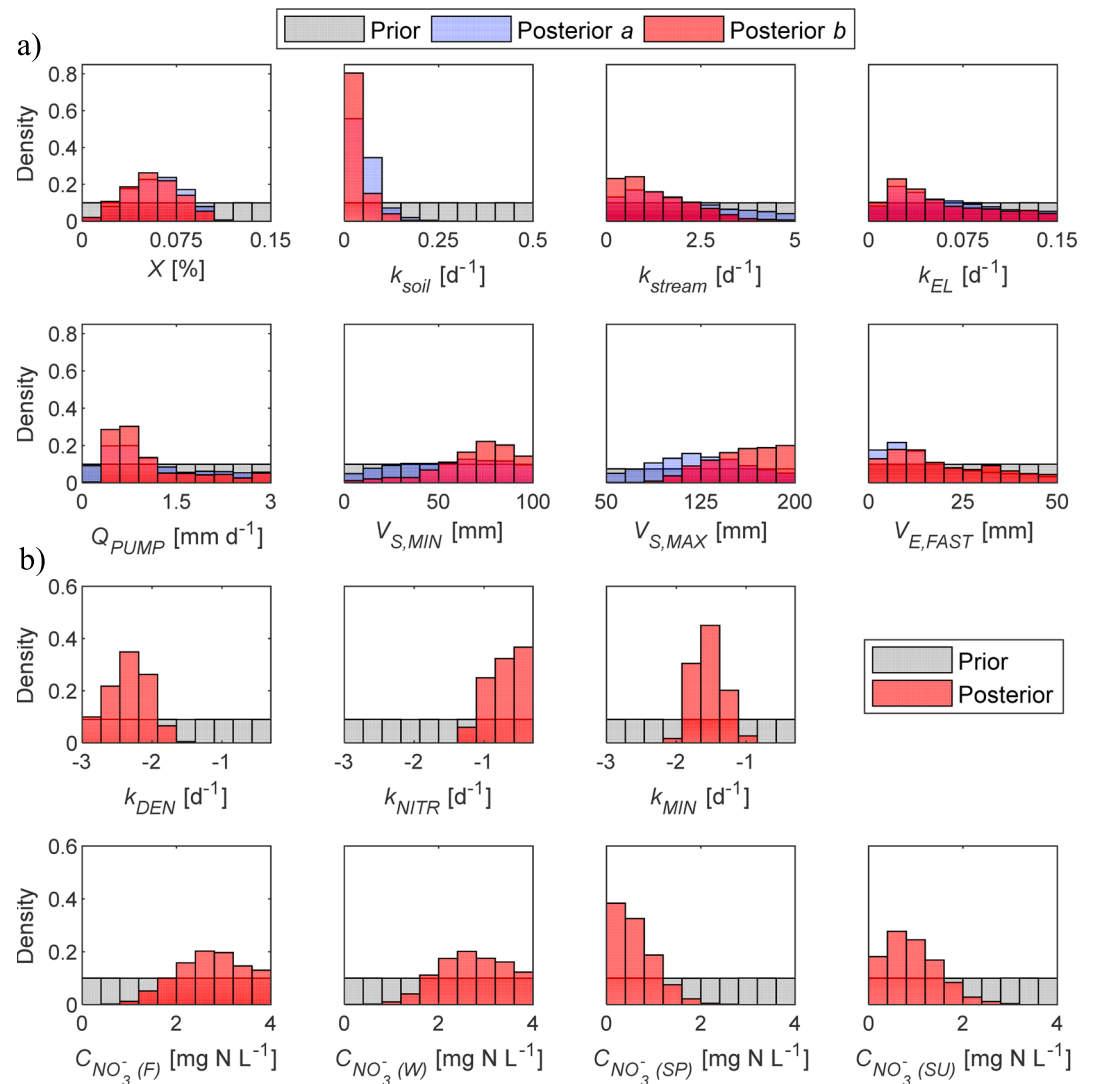 Prior Posterior a Posterior b
a)
Density
0.8
0.6
0.4
0.2
0
0 0.075 0.15
X [%]
0 0.25 0.5
k_soil [d⁻¹]
0 2.5 5
k_stream [d⁻¹]
0 0.075 0.15
k_EL [d⁻¹]
Density
0.8
0.6
0.4
0.2
0
0 1.5 3
Q_PUMP [mm d⁻¹]
0 50 100
V_S,MIN [mm]
50 125 200
V_S,MAX [mm]
0 25 50
V_E,FAST [mm]
b)
Density
0.6
0.4
0.2
0
-3 -2 -1
k_DEN [d⁻¹]
-3 -2 -1
k_NITR [d⁻¹]
-3 -2 -1
k_MIN [d⁻¹]
Prior
Posterior
Density
0.6
0.4
0.2
0
0 2 4
C_NO₃⁻ (F) [mg N L⁻¹]
0 2 4
C_NO₃⁻ (W) [mg N L⁻¹]
0 2 4
C_NO₃⁻ (SP) [mg N L⁻¹]
0 2 4
C_NO₃⁻ (SU) [mg N L⁻¹]